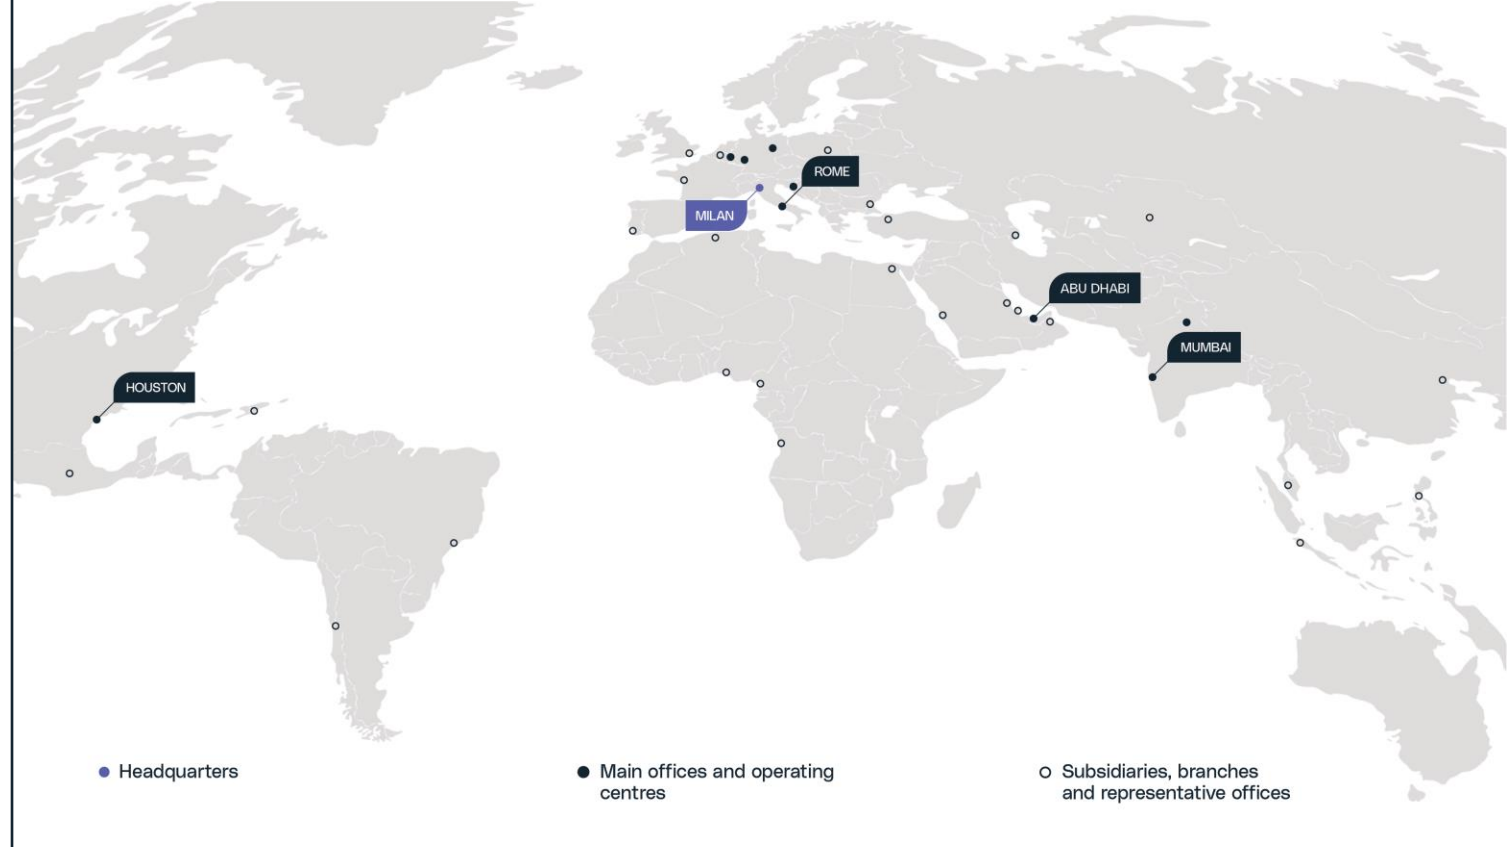 ROME
MILAN
ABU DHABI
MUMBAI
HOUSTON
Headquarters
Main offices and operating
centres
Subsidiaries, branches
and representative offices